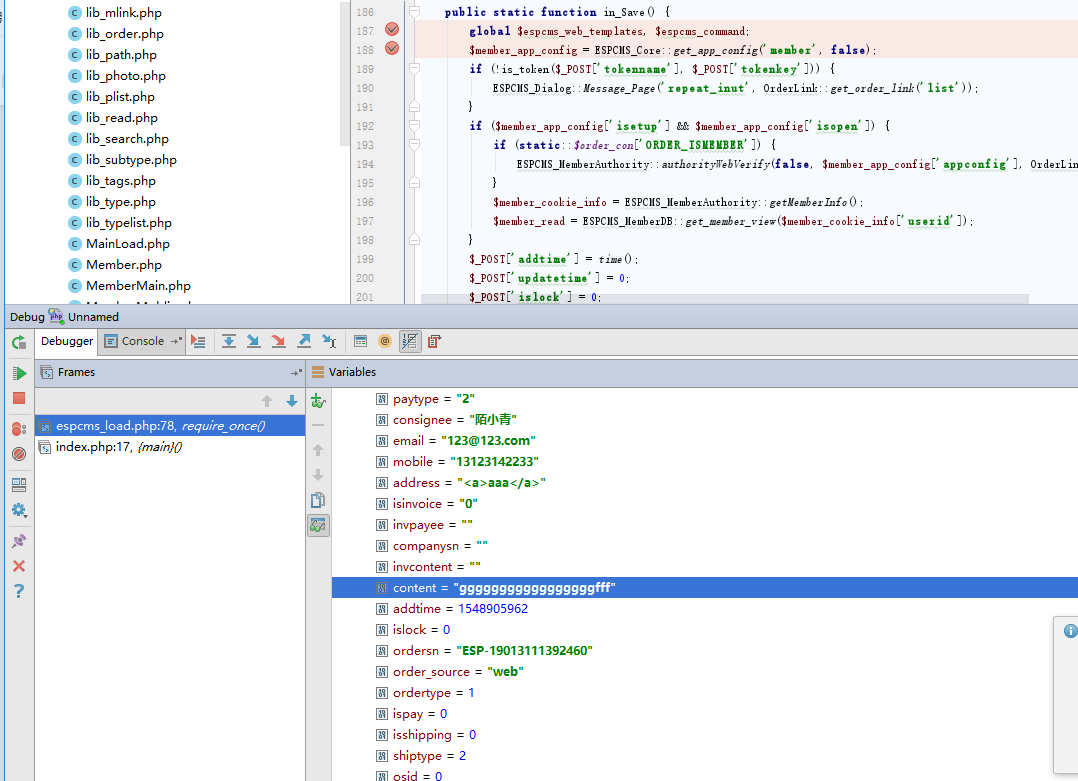 lib_mlink.php
lib_order.php
lib_path.php
lib_photo.php
lib_plist.php
lib_read.php
lib_search.php
lib_subtype.php
lib_tags.php
lib_type.php
lib_typelist.php
MainLoad.php
Member.php
MemberMain.php
186 public static function in_Save() {
187 global $espcms_web_templates, $espcms_command;
188 $member_app_config = ESPCMS_Core::get_app_config('member', false);
189 if (!is_token($_POST['tokenname'], $_POST['tokenkey'])) {
190 ESPCMS_Dialog::Message_Page('repeat_inut', OrderLink::get_order_link('list'));
191 }
192 if ($member_app_config['isetup'] && $member_app_config['isopen']) {
193 if (static::$order_con['ORDER_ISMEMBER']) {
194 ESPCMS_MemberAuthority::authorityWebVerify(false, $member_app_config['appconfig'], OrderLin
195 }
196 $member_cookie_info = ESPCMS_MemberAuthority::getMemberInfo();
197 $member_read = ESPCMS_MemberDB::get_member_view($member_cookie_info['userid']);
198 }
199 $_POST['addtime'] = time();
200 $_POST['updatetime'] = 0;
201 $_POST['islock'] = 0;
Debug Unnamed
Debugger Console
Frames
Variables
espcms_load.php:78, require_once()
index.php:17, {main}()
paytype = "2"
consignee = "陌小青"
email = "123@123.com"
mobile = "13123142233"
address = "<a>aaa</a>"
isinvoice = "0"
invpayee = ""
companysn = ""
invcontent = ""
content = "gggggggggggggggggfff"
addtime = 1548905962
islock = 0
ordersn = "ESP-19013111392460"
order_source = "web"
ordertype = 1
ispay = 0
isshipping = 0
shiptype = 2
osid = 0